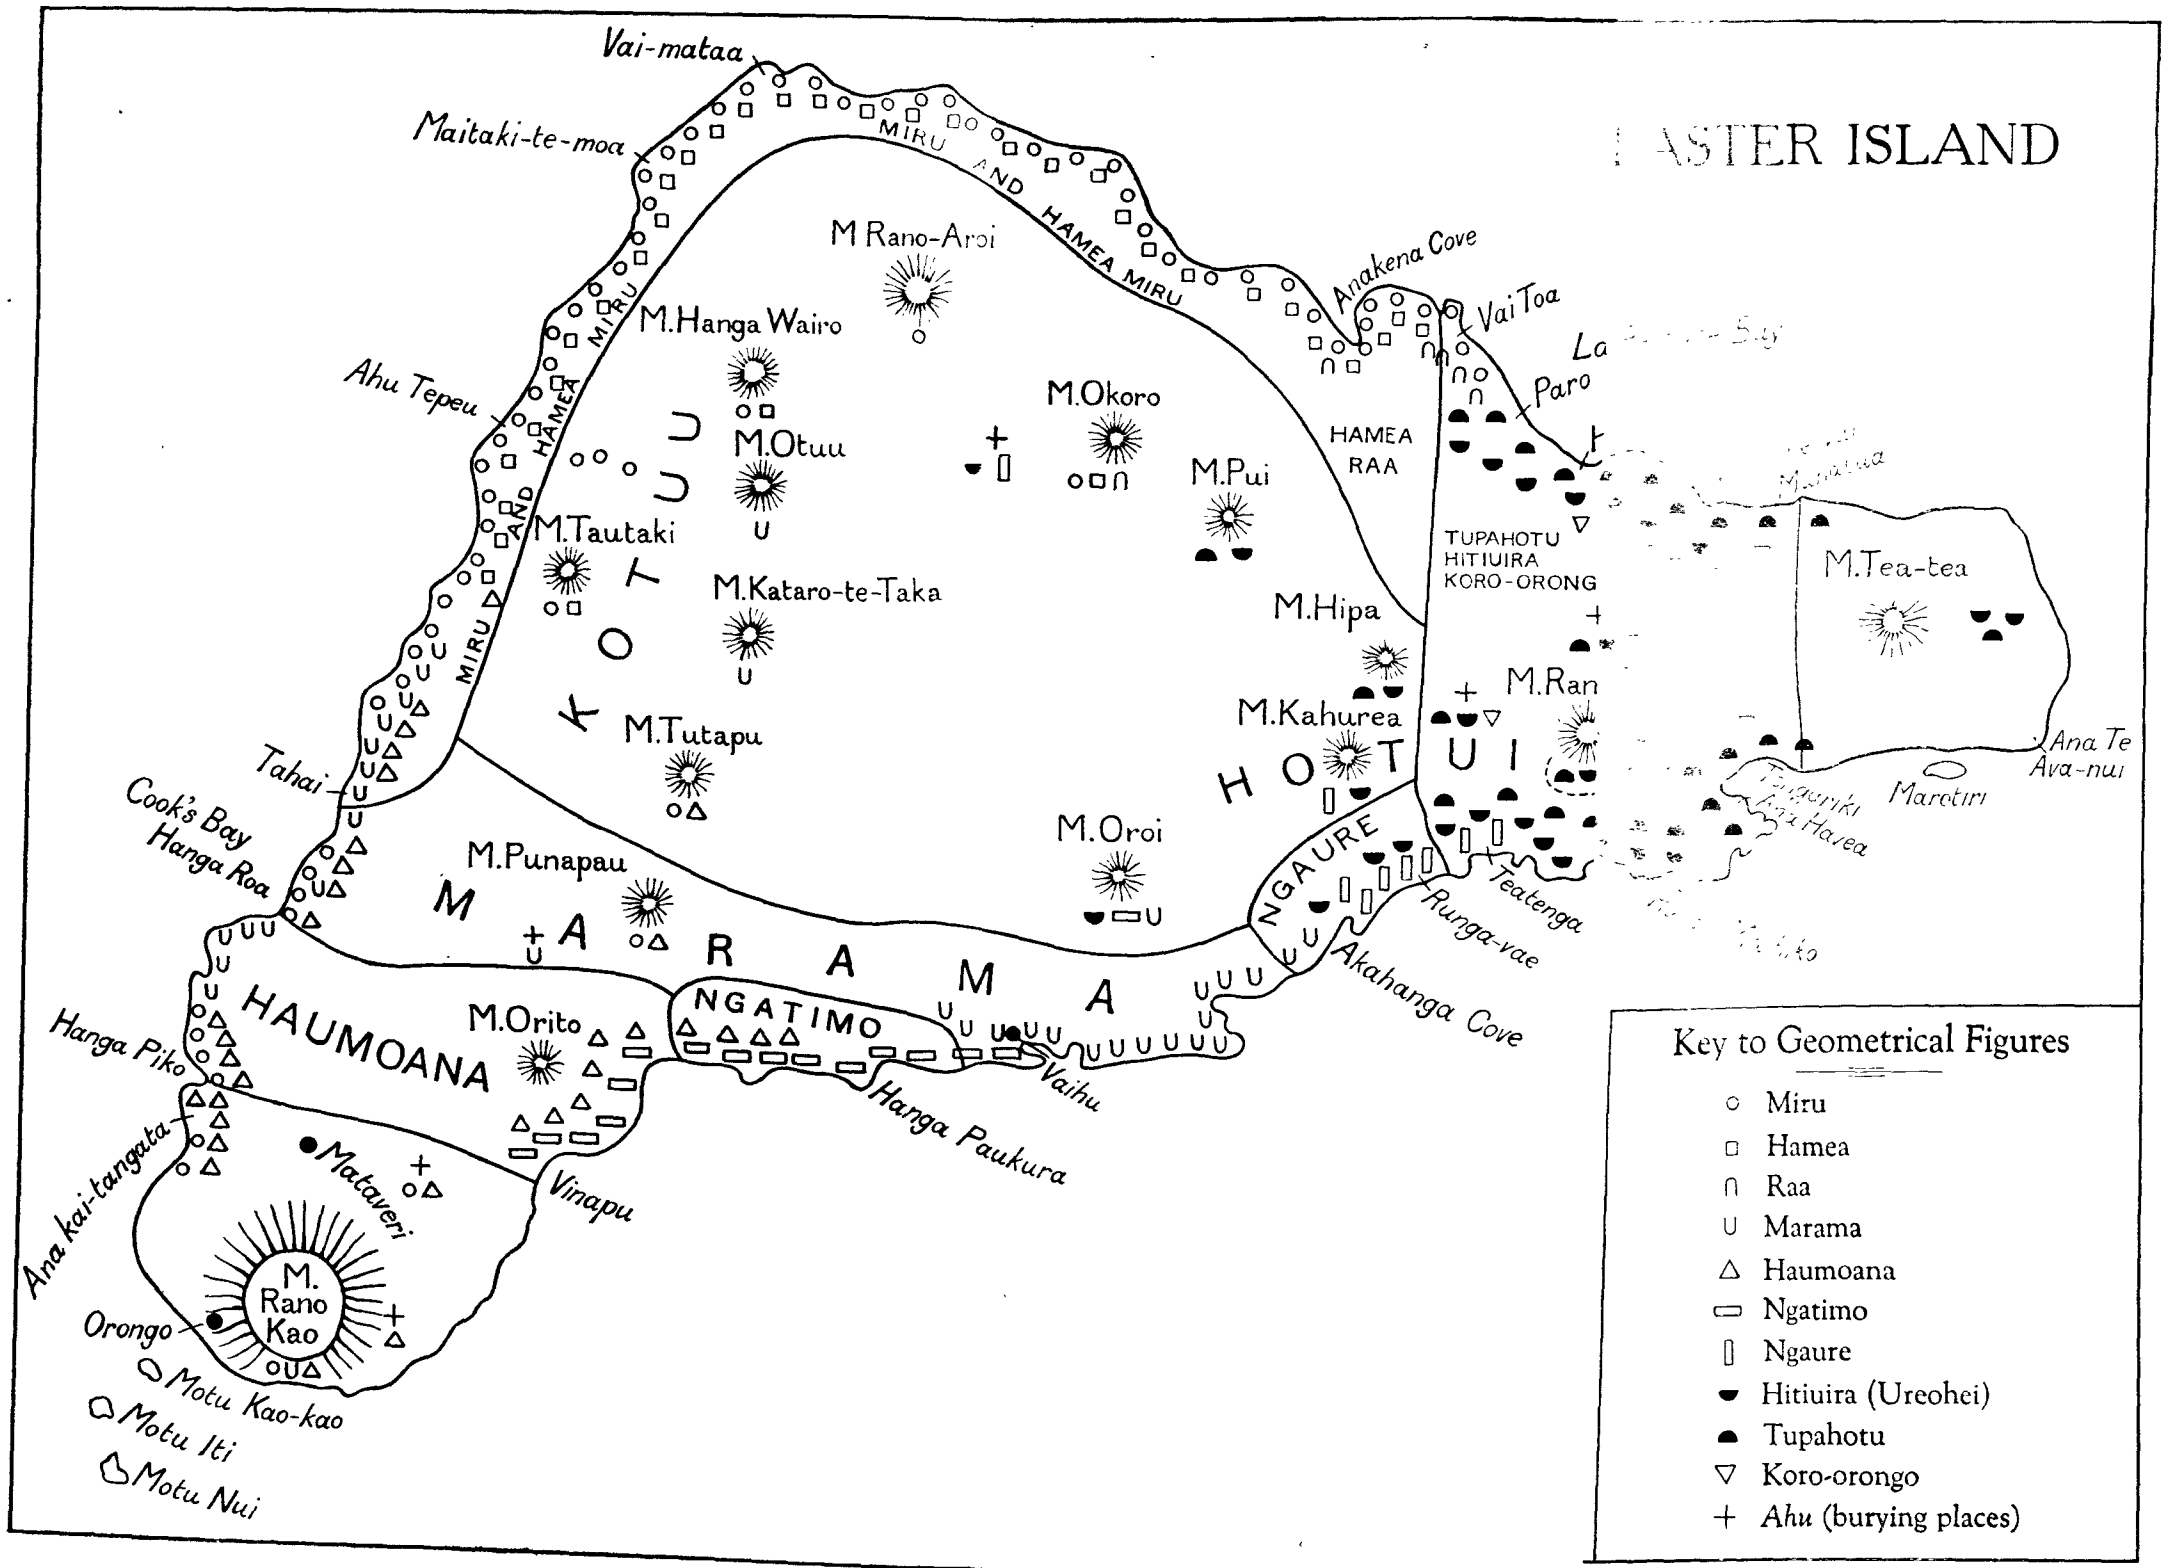 EASTER ISLAND
Vai-mataa
Maitaki-te-moa
MIRU AND HAMEA MIRU
M Rano-Aroi
Anakena Cove
Vai Toa
La
Bay
Paro
M.Hanga Wairo
MIRU AND HAMEA MIRU
Ahu Tepeu
M.Okoro
HAMEA
RAA
M.Otuu
M.Pui
M.Tautaki
KOTUU
TUPAHOTU
HITIUIRA
KORO-ORONG
M.Tea-tea
M.Kataro-te-Taka
M.Hipa
M.Ran
M.Kahurea
M.Tutapu
HOTUI
Ana Te
Ava-nui
Marotiri
Tahai
Cook's Bay
Hanga Roa
M.Oroi
NGAURE
M.Punapau
Teatenga
Runga-vae
MARAMA
Akahanga Cove
HAUMOANA
M.Orito
NGATIMO
Hanga Piko
Vaihu
Hanga Paukura
Ana kai-tangata
Mataveri
Vinapu
M.
Rano
Kao
Orongo
Motu Kao-kao
Motu Iti
Motu Nui
Key to Geometrical Figures
Miru
Hamea
Raa
Marama
Haumoana
Ngatimo
Ngaure
Hitiuira (Ureohei)
Tupahotu
Koro-orongo
Ahu (burying places)